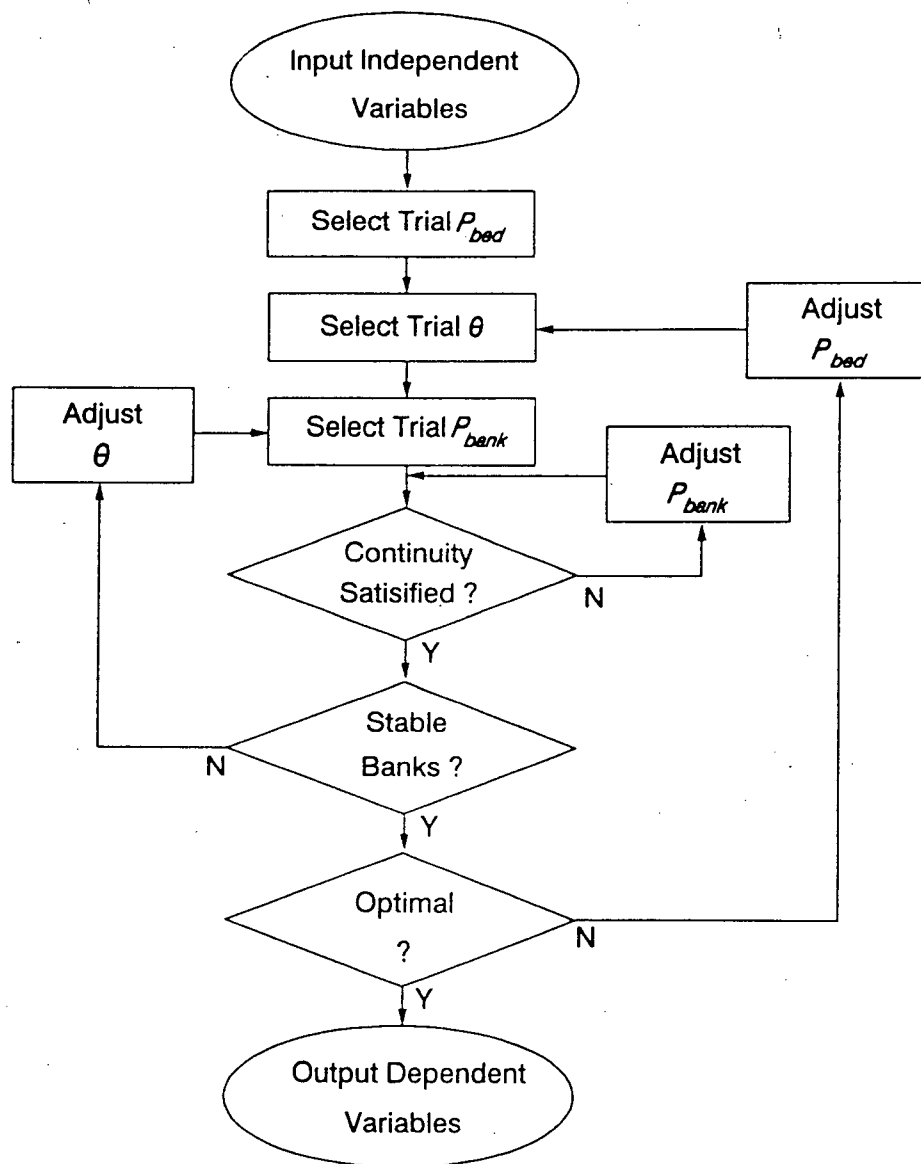 Input Independent
Variables
Select Trial P_bed
Select Trial θ
Adjust
P_bed
Adjust
θ
Select Trial P_bank
Adjust
P_bank
Continuity
Satisified ?
N
Y
Stable
Banks ?
N
Y
Optimal
?
N
Y
Output Dependent
Variables